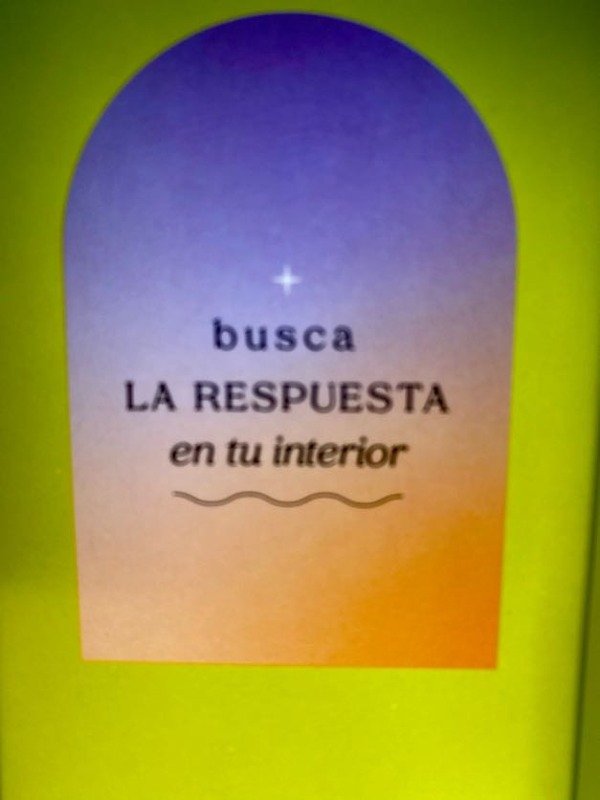 busca
LA RESPUESTA
en tu interior